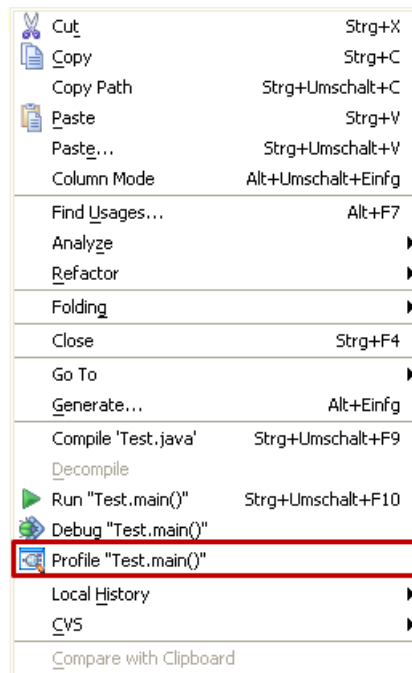 Cut Strg+X
Copy Strg+C
Copy Path Strg+Umschalt+C
Paste Strg+V
Paste... Strg+Umschalt+V
Column Mode Alt+Umschalt+Einfg
Find Usages... Alt+F7
Analyze
Refactor
Folding
Close Strg+F4
Go To
Generate... Alt+Einfg
Compile 'Test.java' Strg+Umschalt+F9
Decompile
Run "Test.main()" Strg+Umschalt+F10
Debug "Test.main()"
Profile "Test.main()"
Local History
CVS
Compare with Clipboard